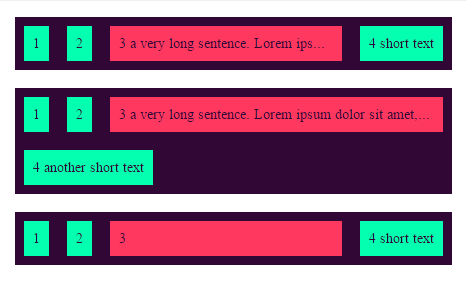 1 2 3 a very long sentence. Lorem ips... 4 short text
1 2 3 a very long sentence. Lorem ipsum dolor sit amet,...
4 another short text
1 2 3 4 short text